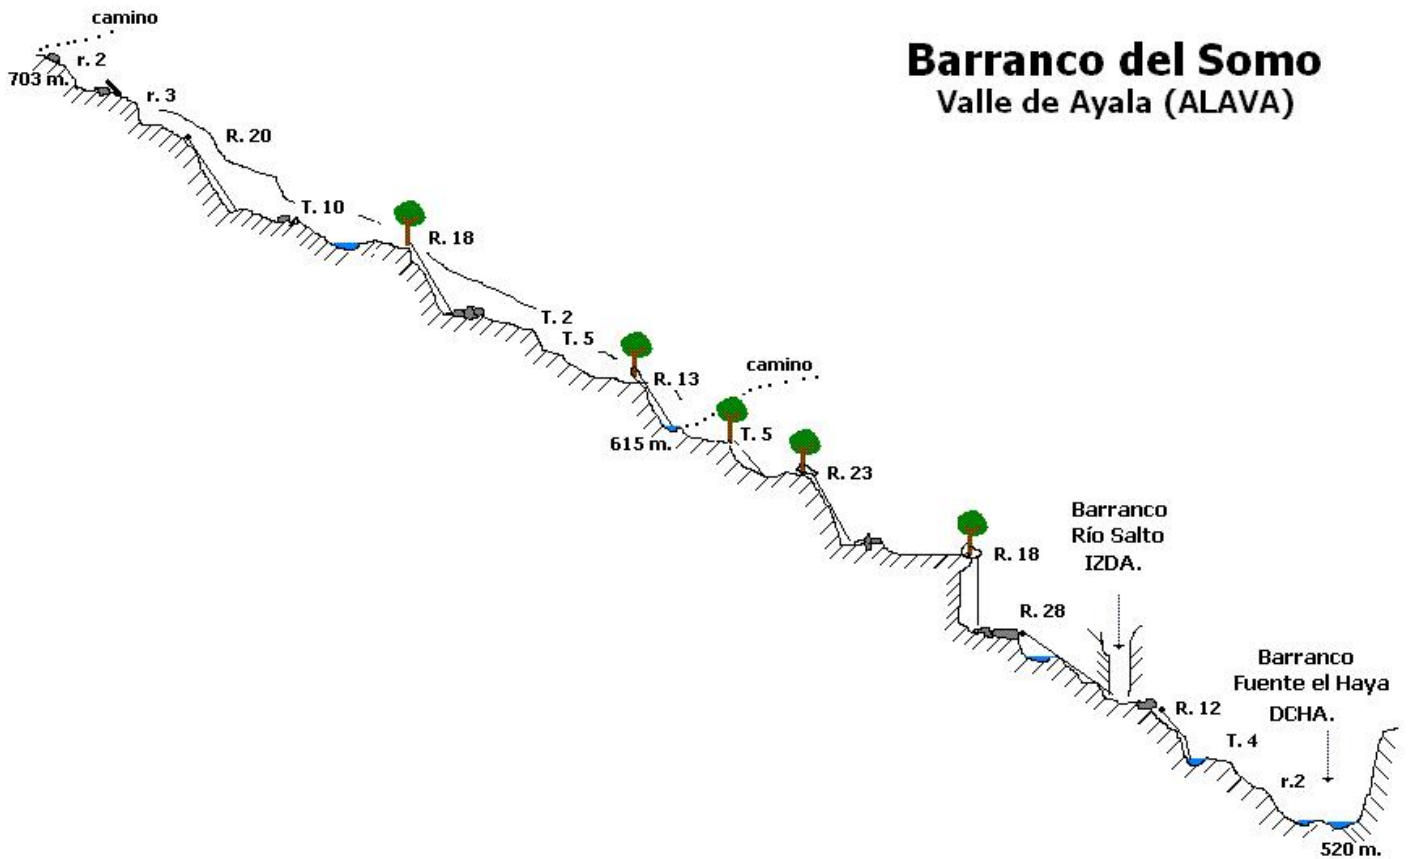 Barranco del Somo
Valle de Ayala (ALAVA)
camino
r. 2
703 m.
r. 3
R. 20
T. 10
R. 18
T. 2
T. 5
R. 13
camino
615 m.
T. 5
R. 23
R. 18
Barranco
Río Salto
IZDA.
R. 28
Barranco
Fuente el Haya
DCHA.
R. 12
T. 4
r.2
520 m.